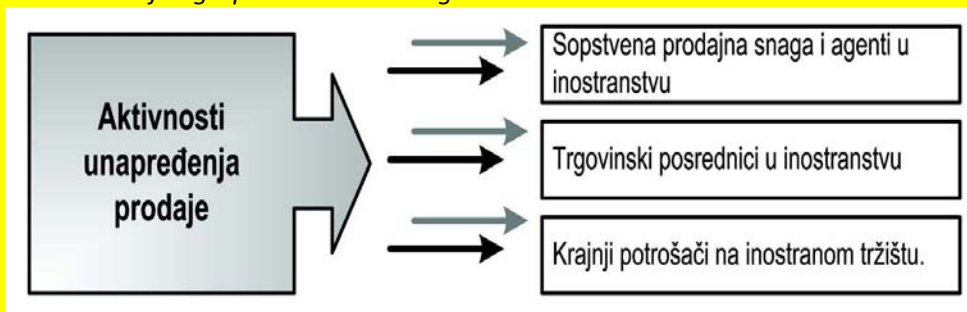 Aktivnosti
unapređenja
prodaje
Sopstvena prodajna snaga i agenti u
inostranstvu
Trgovinski posrednici u inostranstvu
Krajnji potrošači na inostranom tržištu.